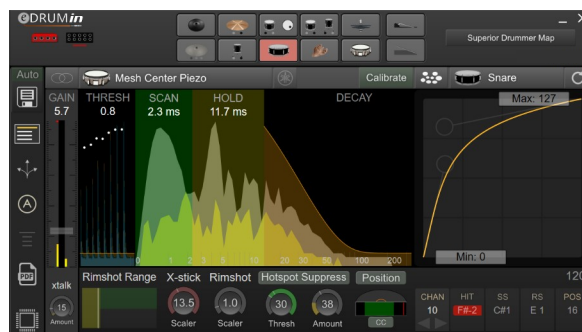 eDRUMin
Superior Drummer Map
Auto
Mesh Center Piezo
Calibrate
Snare
GAIN
5.7
THRESH
0.8
SCAN
2.3 ms
HOLD
11.7 ms
DECAY
Max: 127
0 1 2 3 5 10 20 30 50 100 200
Min: 0
xtalk
15
Amount
Rimshot Range
X-stick
13.5
Scaler
Rimshot
1.0
Scaler
Hotspot Suppress
30
Thresh
38
Amount
Position
CC
120
CHAN HIT SS RS POS
10 F#-2 C#1 E 1 16
A
PDF